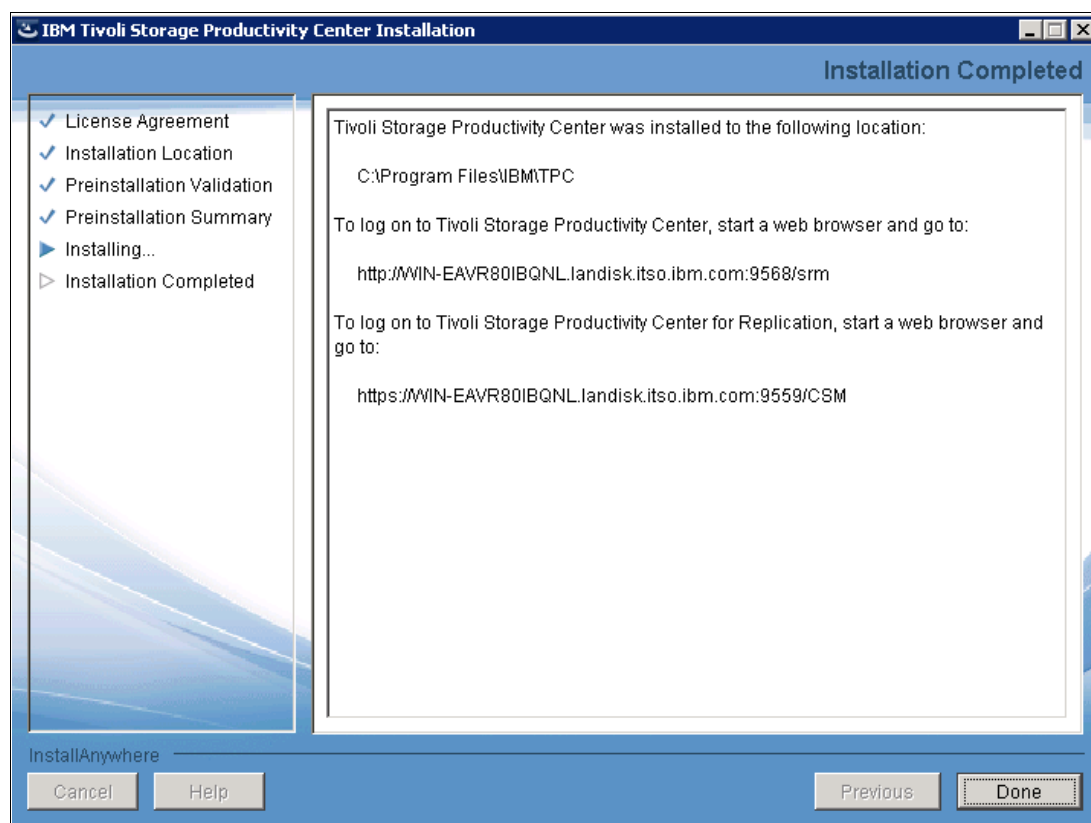 IBM Tivoli Storage Productivity Center Installation
Installation Completed
License Agreement
Installation Location
Preinstallation Validation
Preinstallation Summary
Installing...
Installation Completed
Tivoli Storage Productivity Center was installed to the following location:
C:\Program Files\IBM\TPC
To log on to Tivoli Storage Productivity Center, start a web browser and go to:
http://WIN-EAVR80IBQNL.landisk.itso.ibm.com:9568/srm
To log on to Tivoli Storage Productivity Center for Replication, start a web browser and
go to:
https://WIN-EAVR80IBQNL.landisk.itso.ibm.com:9559/CSM
InstallAnywhere
Cancel
Help
Previous
Done